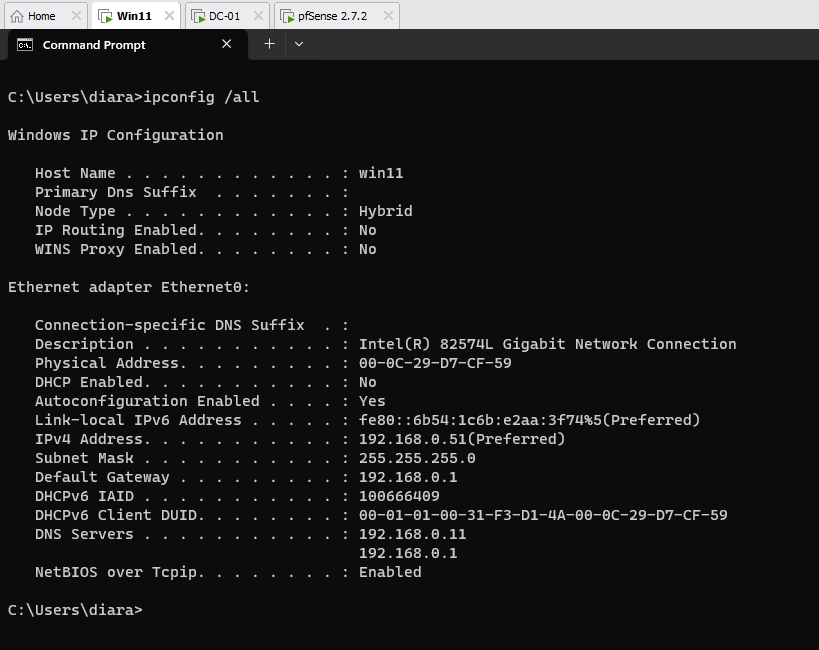 Home Win11 DC-01 pfSense 2.7.2
Command Prompt
C:\Users\diara>ipconfig /all
Windows IP Configuration
Host Name . . . . . . . . . . . . : win11
Primary Dns Suffix  . . . . . . . :
Node Type . . . . . . . . . . . . : Hybrid
IP Routing Enabled. . . . . . . . : No
WINS Proxy Enabled. . . . . . . . : No
Ethernet adapter Ethernet0:
Connection-specific DNS Suffix  . :
Description . . . . . . . . . . . : Intel(R) 82574L Gigabit Network Connection
Physical Address. . . . . . . . . : 00-0C-29-D7-CF-59
DHCP Enabled. . . . . . . . . . . : No
Autoconfiguration Enabled . . . . : Yes
Link-local IPv6 Address . . . . . : fe80::6b54:1c6b:e2aa:3f74%5(Preferred)
IPv4 Address. . . . . . . . . . . : 192.168.0.51(Preferred)
Subnet Mask . . . . . . . . . . . : 255.255.255.0
Default Gateway . . . . . . . . . : 192.168.0.1
DHCPv6 IAID . . . . . . . . . . . : 100666409
DHCPv6 Client DUID. . . . . . . . : 00-01-01-00-31-F3-D1-4A-00-0C-29-D7-CF-59
DNS Servers . . . . . . . . . . . : 192.168.0.11
192.168.0.1
NetBIOS over Tcpip. . . . . . . . : Enabled
C:\Users\diara>